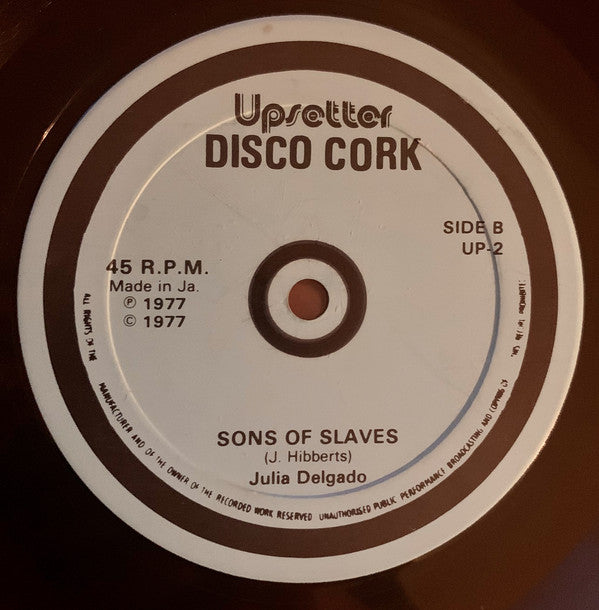 Upsetter
DISCO CORK
SIDE B
UP-2
45 R.P.M.
Made in Ja.
℗ 1977
© 1977
SONS OF SLAVES
(J. Hibberts)
Julia Delgado
ALL RIGHTS OF THE MANUFACTURER AND OF THE OWNER OF THE RECORDED WORK RESERVED UNAUTHORISED PUBLIC PERFORMANCE BROADCASTING AND COPYING